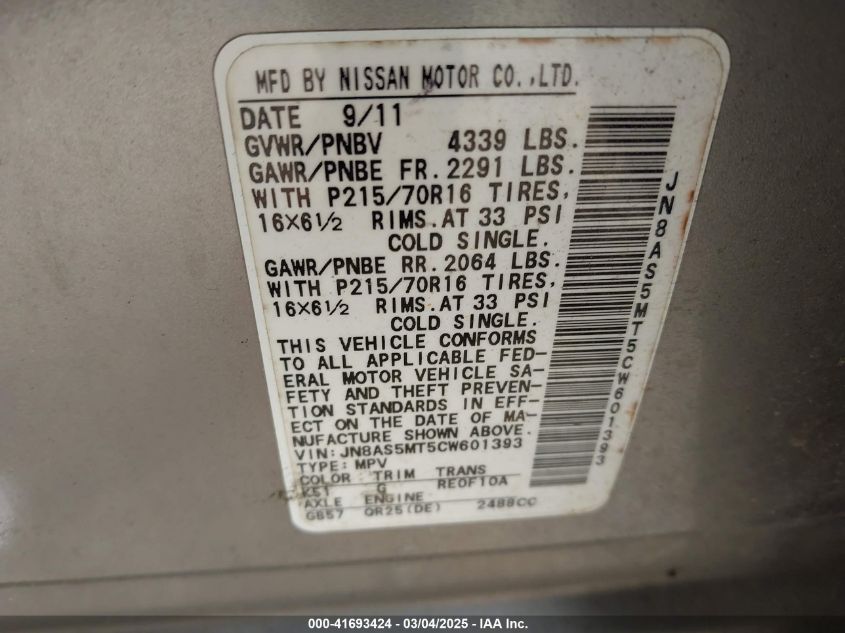 MFD BY NISSAN MOTOR CO.,LTD.
DATE 9/11
GVWR/PNBV 4339 LBS.
GAWR/PNBE FR.2291 LBS.
WITH P215/70R16 TIRES,
16X6½ RIMS.AT 33 PSI
COLD SINGLE.
GAWR/PNBE RR.2064 LBS.
WITH P215/70R16 TIRES,
16X6½ RIMS.AT 33 PSI
COLD SINGLE.
THIS VEHICLE CONFORMS
TO ALL APPLICABLE FED-
ERAL MOTOR VEHICLE SA-
FETY AND THEFT PREVEN-
TION STANDARDS IN EFF-
ECT ON THE DATE OF MA-
NUFACTURE SHOWN ABOVE.
VIN:JN8AS5MT5CW601393
TYPE:MPV
COLOR TRIM TRANS
K51 G RE0F10A
AXLE ENGINE
GB57 QR25(DE) 2488CC
JN8AS5MT5CW601393
000-41693424 - 03/04/2025 - IAA Inc.